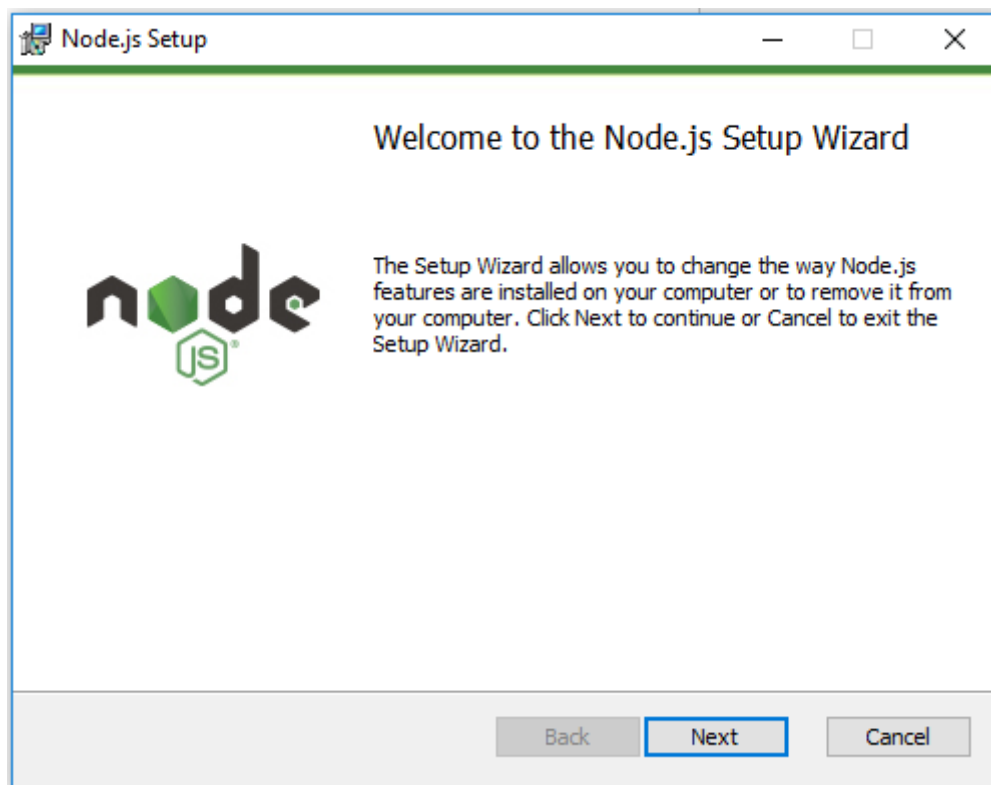 Node.js Setup
Welcome to the Node.js Setup Wizard
The Setup Wizard allows you to change the way Node.js
features are installed on your computer or to remove it from
your computer. Click Next to continue or Cancel to exit the
Setup Wizard.
node
JS®
Back
Next
Cancel